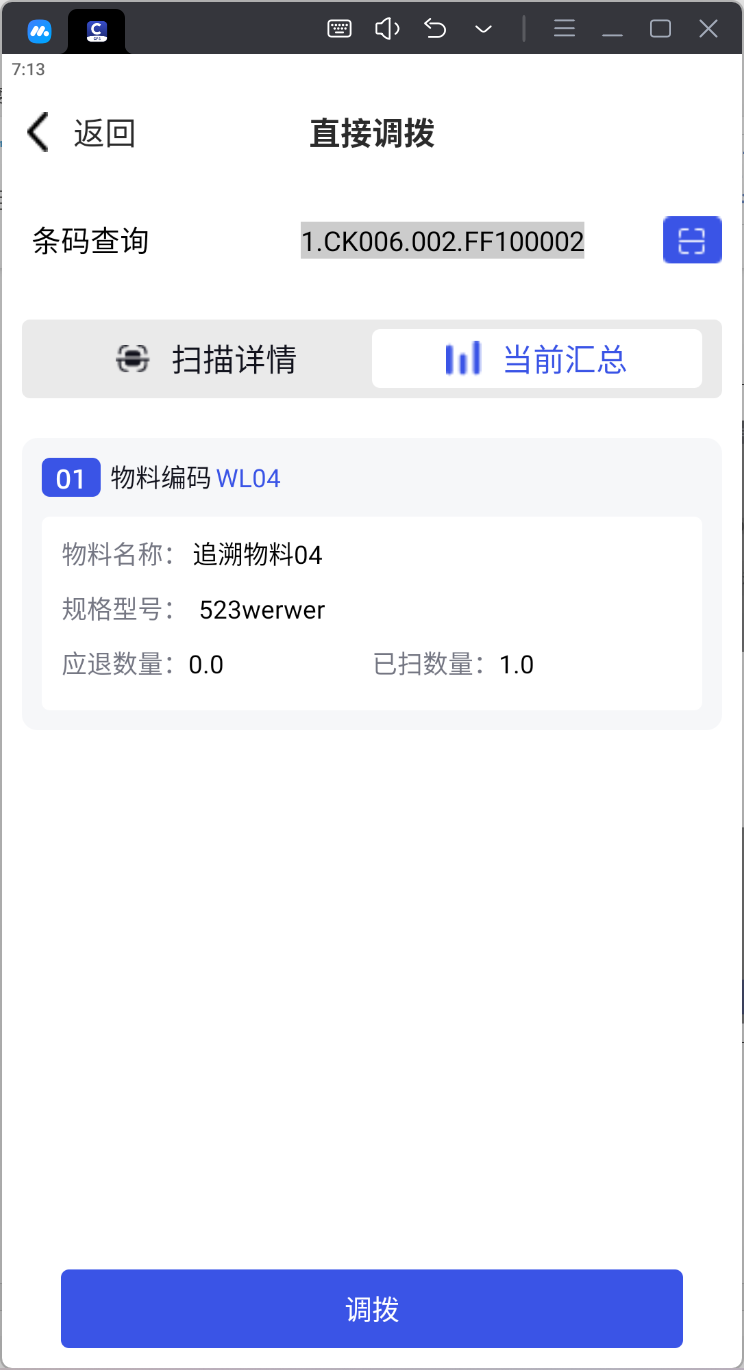 7:13
返回
直接调拨
条码查询
1.CK006.002.FF100002
扫描详情
当前汇总
01 物料编码 WL04
物料名称： 追溯物料04
规格型号： 523werwer
应退数量：0.0 已扫数量：1.0
调拨